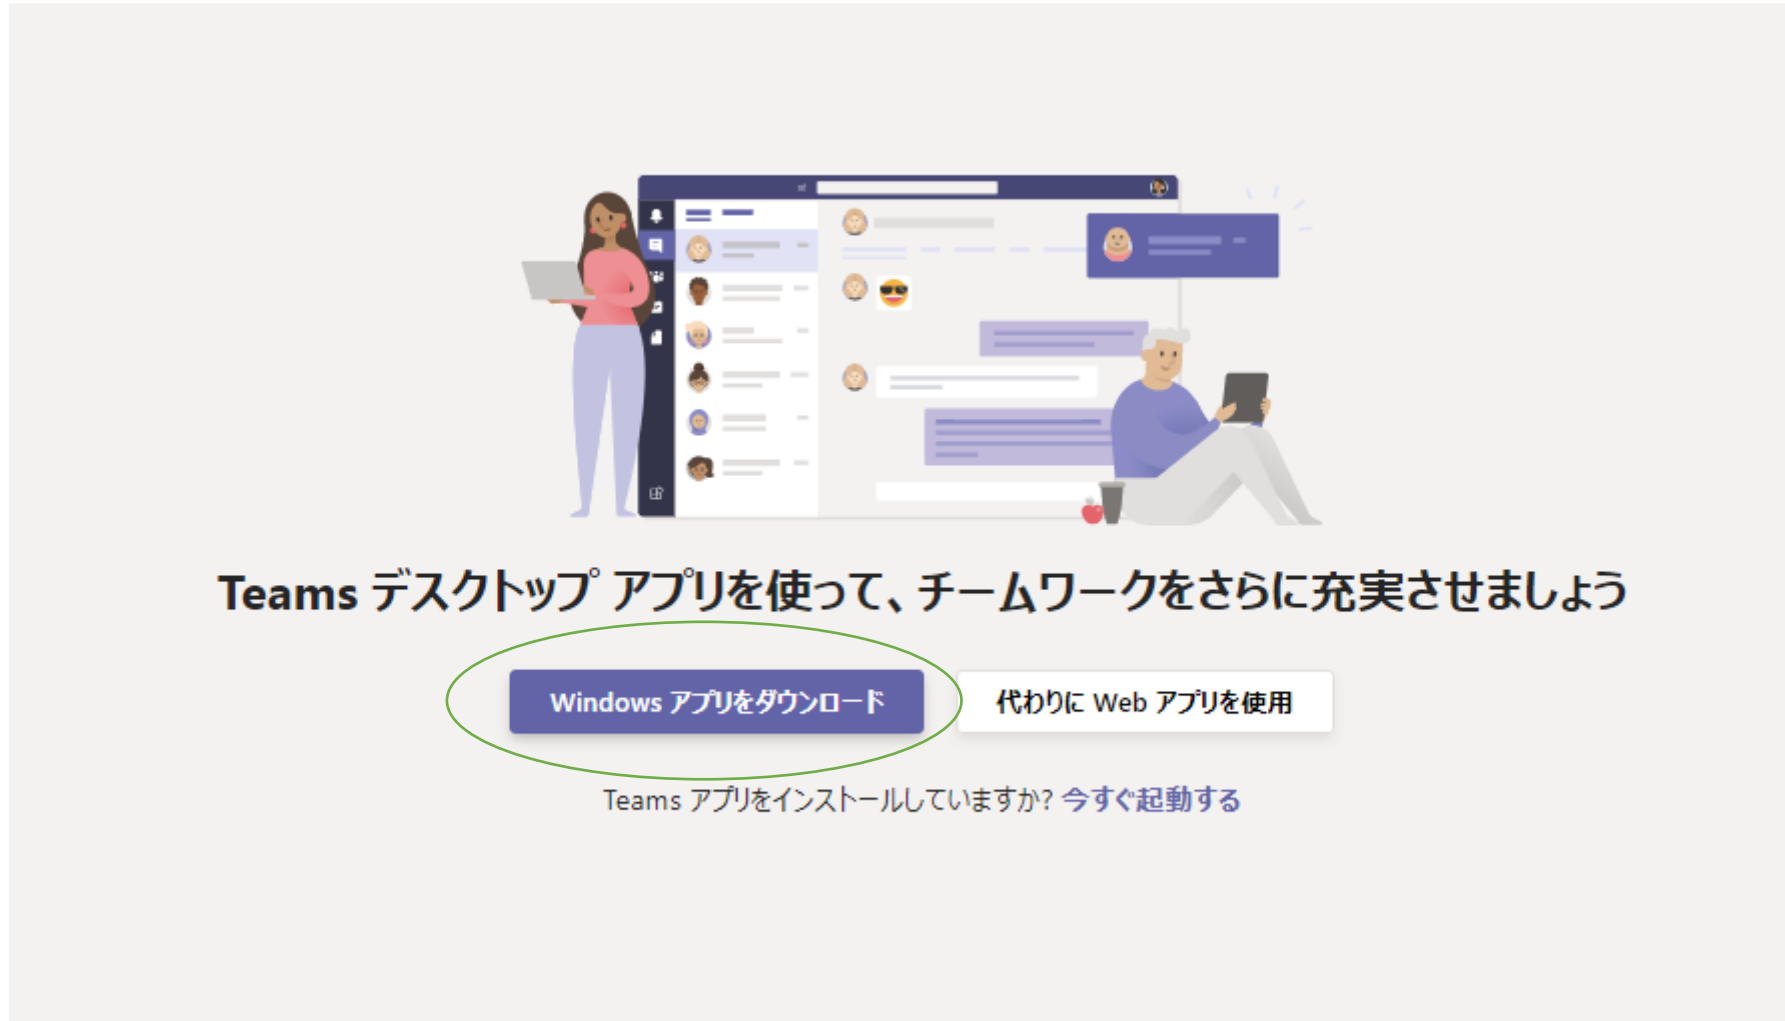 Teams デスクトップ アプリを使って、チームワークをさらに充実させましょう
Windows アプリをダウンロード
代わりに Web アプリを使用
Teams アプリをインストールしていますか? 今すぐ起動する